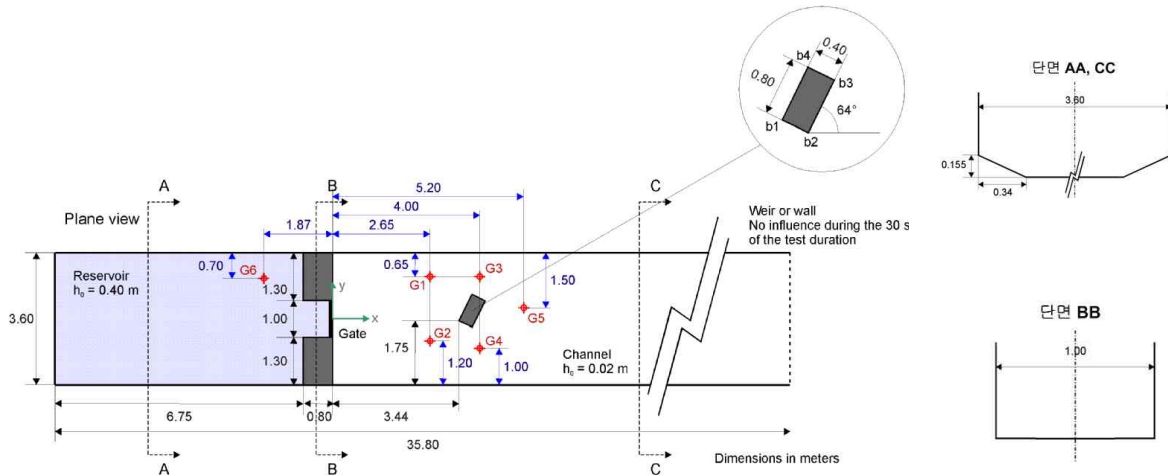 A
B
C
Plane view
5.20
4.00
1.87
2.65
Reservoir
h₀ = 0.40 m
0.70
G6
1.30
3.60
1.00
1.30
y
x
Gate
0.65
G1
G3
G2
G4
G5
1.50
1.75
1.20
1.00
Channel
h₀ = 0.02 m
6.75
0.80
3.44
35.80
A
B
C
Dimensions in meters
Weir or wall
No influence during the 30 s
of the test duration
0.40
0.80
b4
b3
64°
b1
b2
단면 AA, CC
3.60
0.155
0.34
단면 BB
1.00